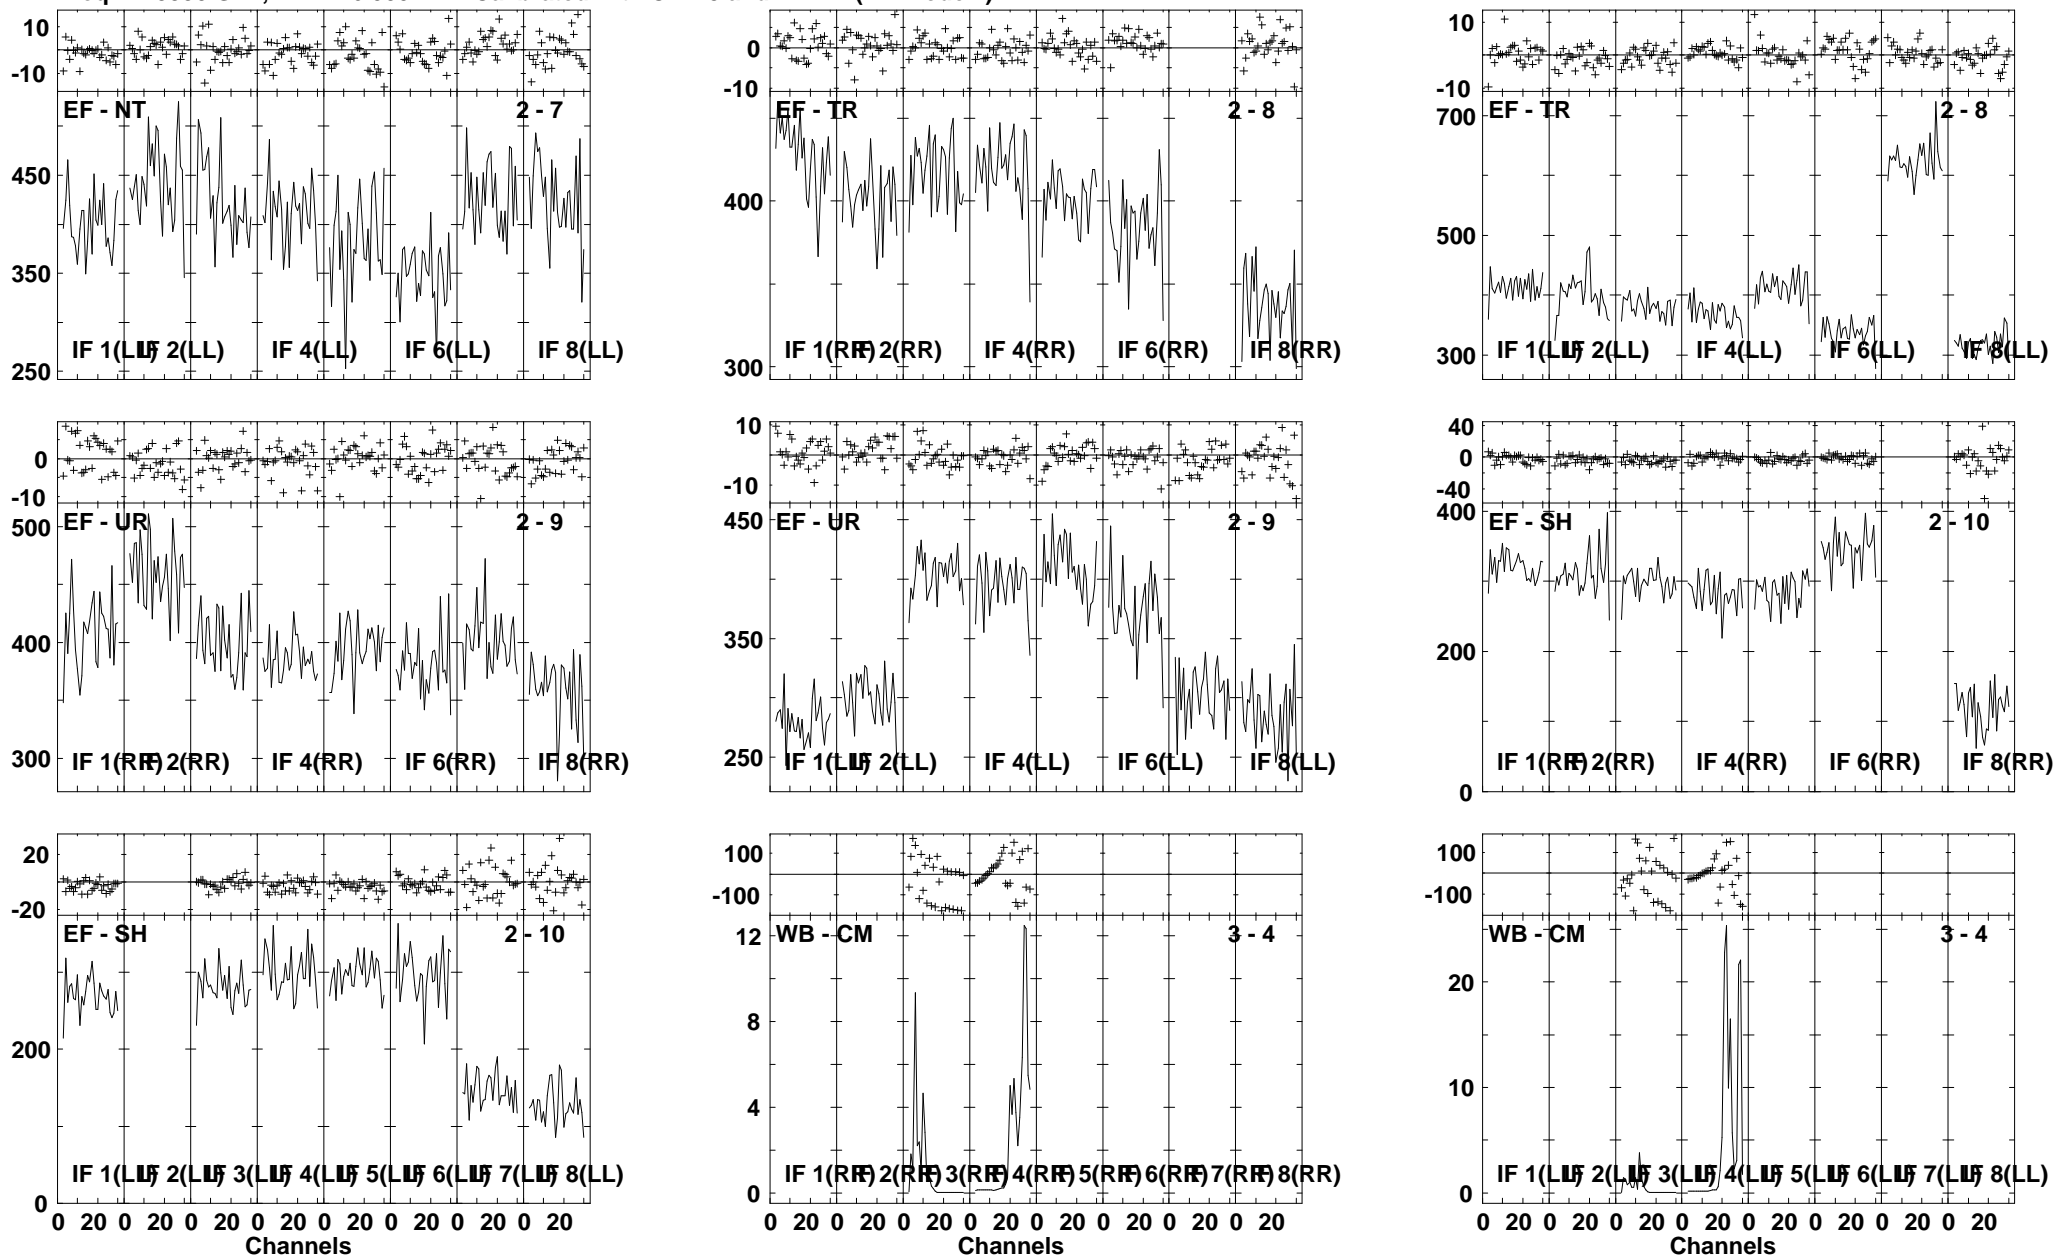 10
0
-10
EF - NT 2 - 7
450
350
250
IF 1(LL) IF 2(LL) IF 4(LL) IF 6(LL) IF 8(LL)
10
0
-10
EF - TR 2 - 8
400
300
IF 1(RR) IF 2(RR) IF 4(RR) IF 6(RR) IF 8(RR)
10
0
-10
EF - TR 2 - 8
700
500
300
IF 1(LL) IF 2(LL) IF 4(LL) IF 6(LL) IF 8(LL)
0
-10
EF - UR 2 - 9
500
400
300
IF 1(RR) IF 2(RR) IF 4(RR) IF 6(RR) IF 8(RR)
10
0
-10
EF - UR 2 - 9
450
350
250
IF 1(LL) IF 2(LL) IF 4(LL) IF 6(LL) IF 8(LL)
40
0
-40
EF - SH 2 - 10
400
200
0
IF 1(RR) IF 2(RR) IF 4(RR) IF 6(RR) IF 8(RR)
20
0
-20
EF - SH 2 - 10
200
0
IF 1(LL) IF 2(LL) IF 3(LL) IF 4(LL) IF 5(LL) IF 6(LL) IF 7(LL) IF 8(LL)
0 20 0 20 0 20 0 20 0 20 0 20 0 20 0 20
Channels
100
0
-100
WB - CM 3 - 4
12
8
4
0
IF 1(RR) IF 2(RR) IF 3(RR) IF 4(RR) IF 5(RR) IF 6(RR) IF 7(RR) IF 8(RR)
0 20 0 20 0 20 0 20 0 20 0 20 0 20 0 20
Channels
100
0
-100
WB - CM 3 - 4
20
10
0
IF 1(LL) IF 2(LL) IF 3(LL) IF 4(LL) IF 5(LL) IF 6(LL) IF 7(LL) IF 8(LL)
0 20 0 20 0 20 0 20 0 20 0 20 0 20 0 20
Channels